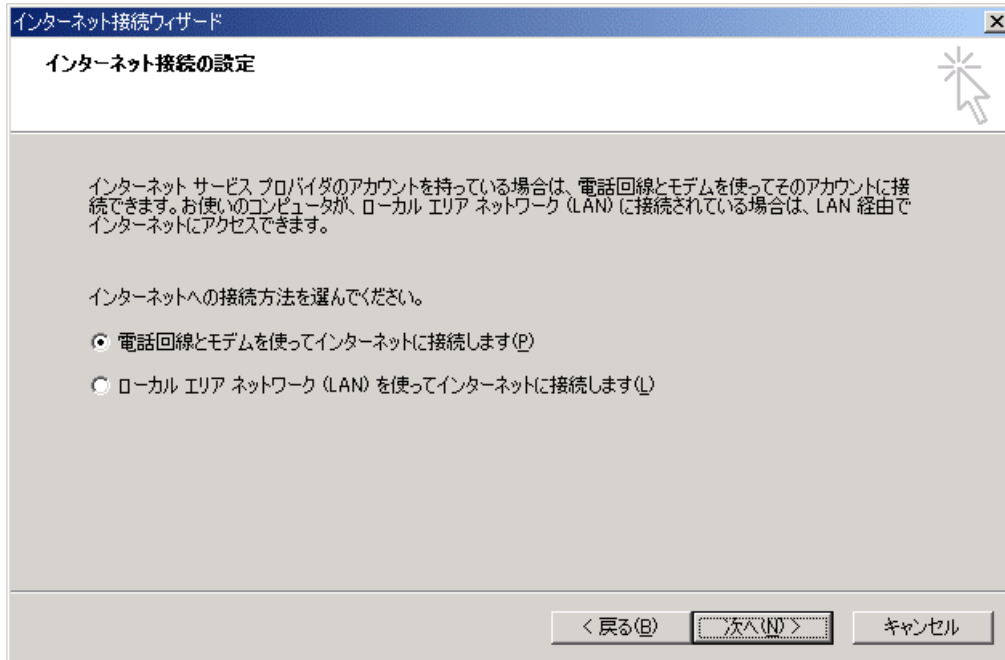 インターネット接続ウィザード
インターネット接続の設定
インターネット サービス プロバイダのアカウントを持っている場合は、電話回線とモデムを使ってそのアカウントに接
続できます。お使いのコンピュータが、ローカル エリア ネットワーク (LAN) に接続されている場合は、LAN 経由で
インターネットにアクセスできます。
インターネットへの接続方法を選んでください。
電話回線とモデムを使ってインターネットに接続します(P)
ローカル エリア ネットワーク (LAN) を使ってインターネットに接続します(L)
< 戻る(B) 次へ(N) > キャンセル